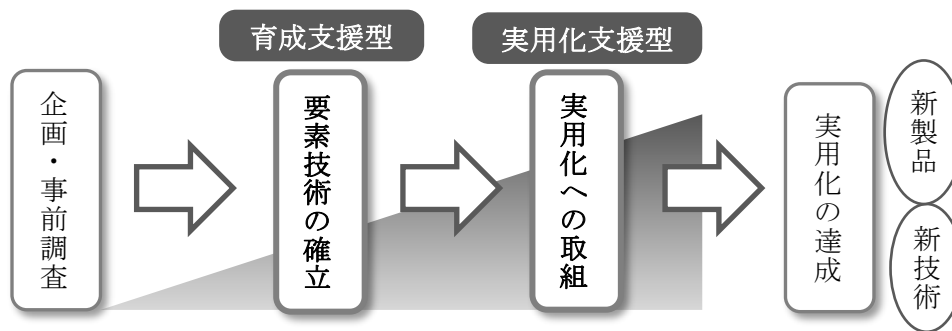 育成支援型
実用化支援型
企画・事前調査
要素技術の確立
実用化への取組
実用化の達成
新製品
新技術